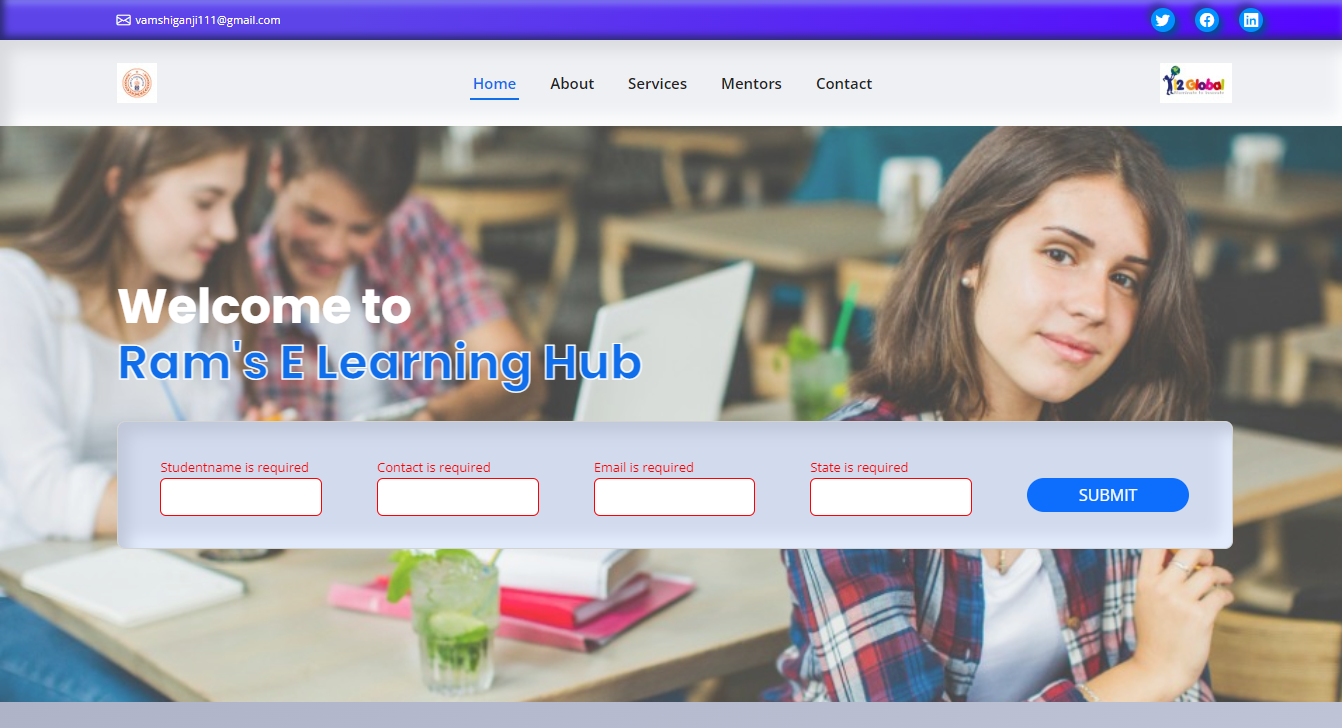 vamshiganji111@gmail.com
Home About Services Mentors Contact
2 Global
Welcome to
Ram's E Learning Hub
Studentname is required Contact is required Email is required State is required
SUBMIT